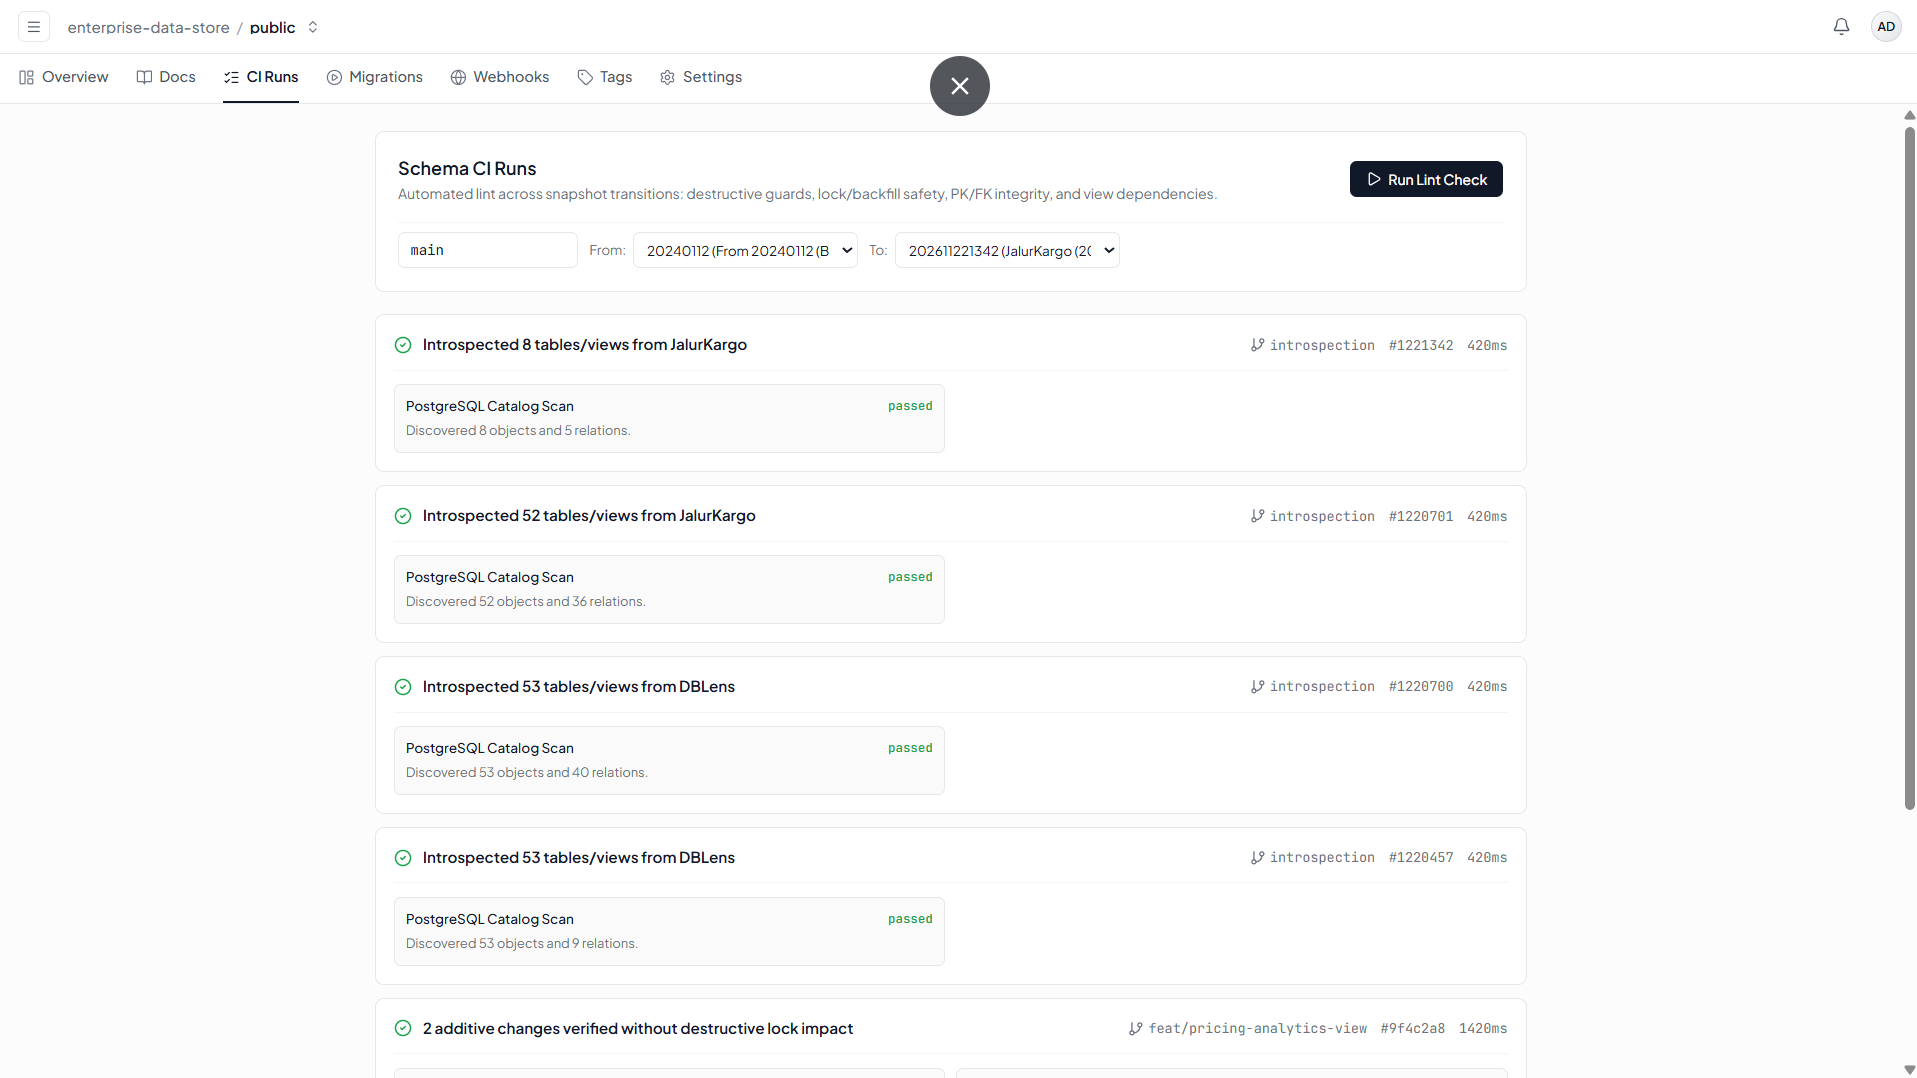 enterprise-data-store / public
AD
Overview
Docs
CI Runs
Migrations
Webhooks
Tags
Settings
Schema CI Runs
Automated lint across snapshot transitions: destructive guards, lock/backfill safety, PK/FK integrity, and view dependencies.
Run Lint Check
main
From:
20240112 (From 20240112 (B
To:
202611221342 (JalurKargo (20
Introspected 8 tables/views from JalurKargo
introspection #1221342 420ms
PostgreSQL Catalog Scan
passed
Discovered 8 objects and 5 relations.
Introspected 52 tables/views from JalurKargo
introspection #1220701 420ms
PostgreSQL Catalog Scan
passed
Discovered 52 objects and 36 relations.
Introspected 53 tables/views from DBLens
introspection #1220700 420ms
PostgreSQL Catalog Scan
passed
Discovered 53 objects and 40 relations.
Introspected 53 tables/views from DBLens
introspection #1220457 420ms
PostgreSQL Catalog Scan
passed
Discovered 53 objects and 9 relations.
2 additive changes verified without destructive lock impact
feat/pricing-analytics-view #9f4c2a8 1420ms